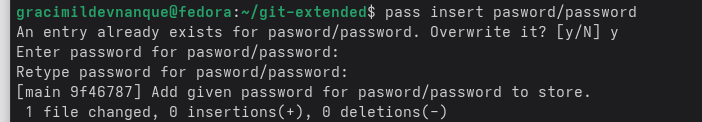 gracimildevnanque@fedora:~/git-extended$ pass insert pasword/password
An entry already exists for pasword/password. Overwrite it? [y/N] y
Enter password for pasword/password:
Retype password for pasword/password:
[main 9f46787] Add given password for pasword/password to store.
 1 file changed, 0 insertions(+), 0 deletions(-)